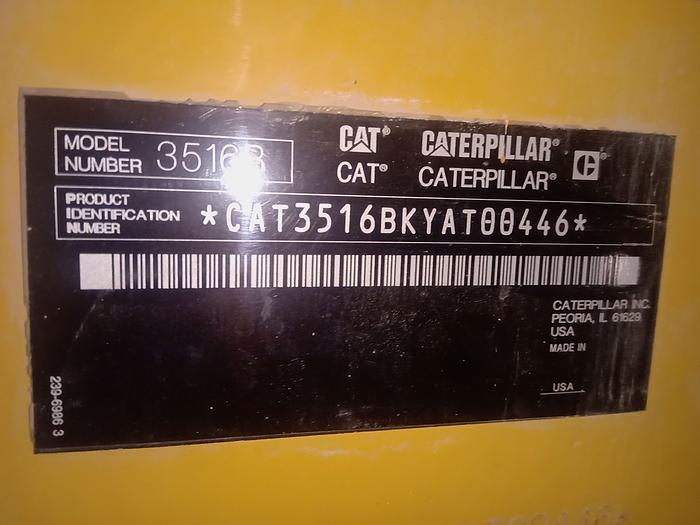 MODEL
NUMBER 3516B
CAT® CATERPILLAR® C®
CAT® CATERPILLAR®
PRODUCT
IDENTIFICATION
NUMBER
*CAT3516BKYAT00446*
CATERPILLAR INC.
PEORIA, IL 61629
USA
MADE IN
USA
239-6986 3